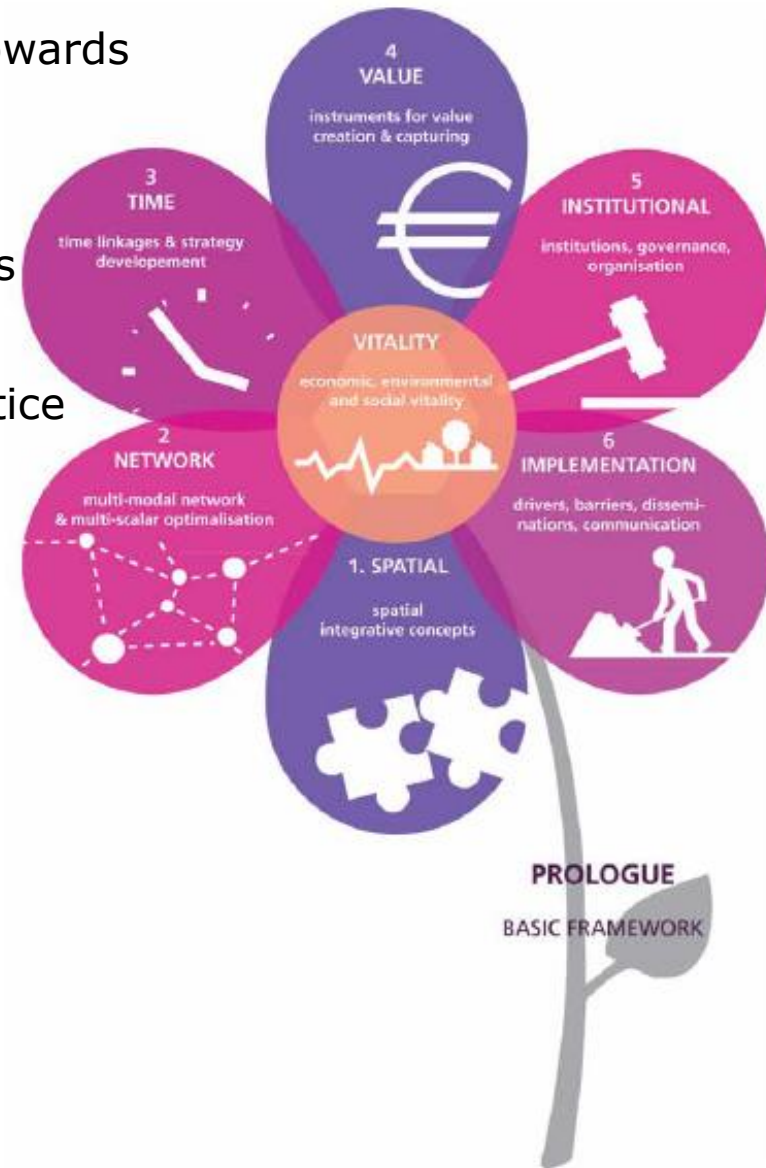 owards
s
tice
4
VALUE
instruments for value
creation & capturing
3
TIME
time linkages & strategy
developement
5
INSTITUTIONAL
institutions, governance,
organisation
VITALITY
economic, environmental
and social vitality
2
NETWORK
multi-modal network
& multi-scalar optimalisation
6
IMPLEMENTATION
drivers, barriers, dissemi-
nations, communication
1. SPATIAL
spatial
integrative concepts
PROLOGUE
BASIC FRAMEWORK